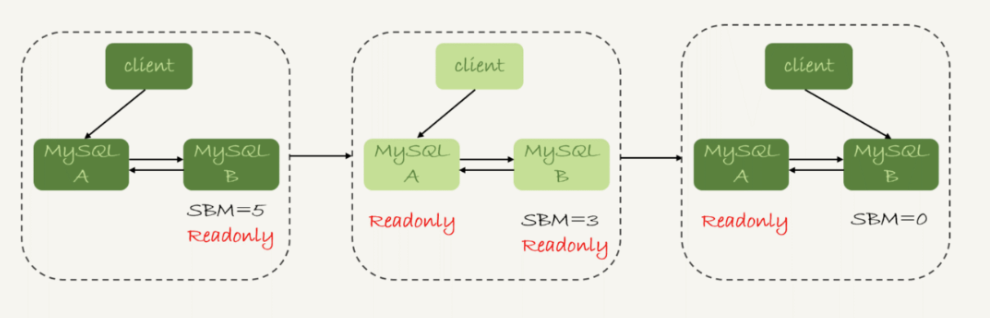 client
MySQL
A
MySQL
B
SBM=5
Readonly
client
MySQL
A
MySQL
B
Readonly
SBM=3
Readonly
client
MySQL
A
MySQL
B
Readonly
SBM=0